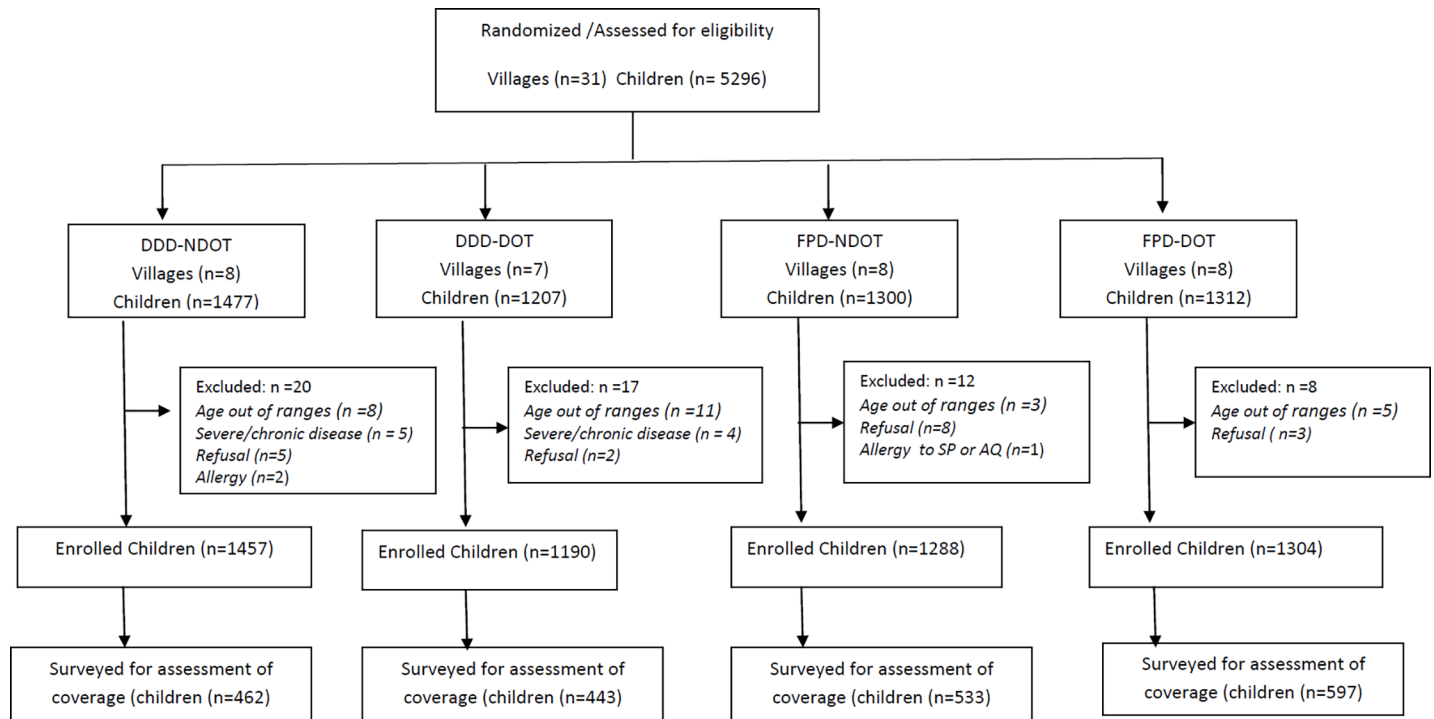 Randomized /Assessed for eligibility
Villages (n=31) Children (n= 5296)
DDD-NDOT
Villages (n=8)
Children (n=1477)
DDD-DOT
Villages (n=7)
Children (n=1207)
FPD-NDOT
Villages (n=8)
Children (n=1300)
FPD-DOT
Villages (n=8)
Children (n=1312)
Excluded: n =20
Age out of ranges (n =8)
Severe/chronic disease (n = 5)
Refusal (n=5)
Allergy (n=2)
Excluded: n =17
Age out of ranges (n =11)
Severe/chronic disease (n = 4)
Refusal (n=2)
Excluded: n =12
Age out of ranges (n =3)
Refusal (n=8)
Allergy to SP or AQ (n=1)
Excluded: n =8
Age out of ranges (n =5)
Refusal ( n=3)
Enrolled Children (n=1457)
Enrolled Children (n=1190)
Enrolled Children (n=1288)
Enrolled Children (n=1304)
Surveyed for assessment of
coverage (children (n=462)
Surveyed for assessment of
coverage (children (n=443)
Surveyed for assessment of
coverage (children (n=533)
Surveyed for assessment of
coverage (children (n=597)